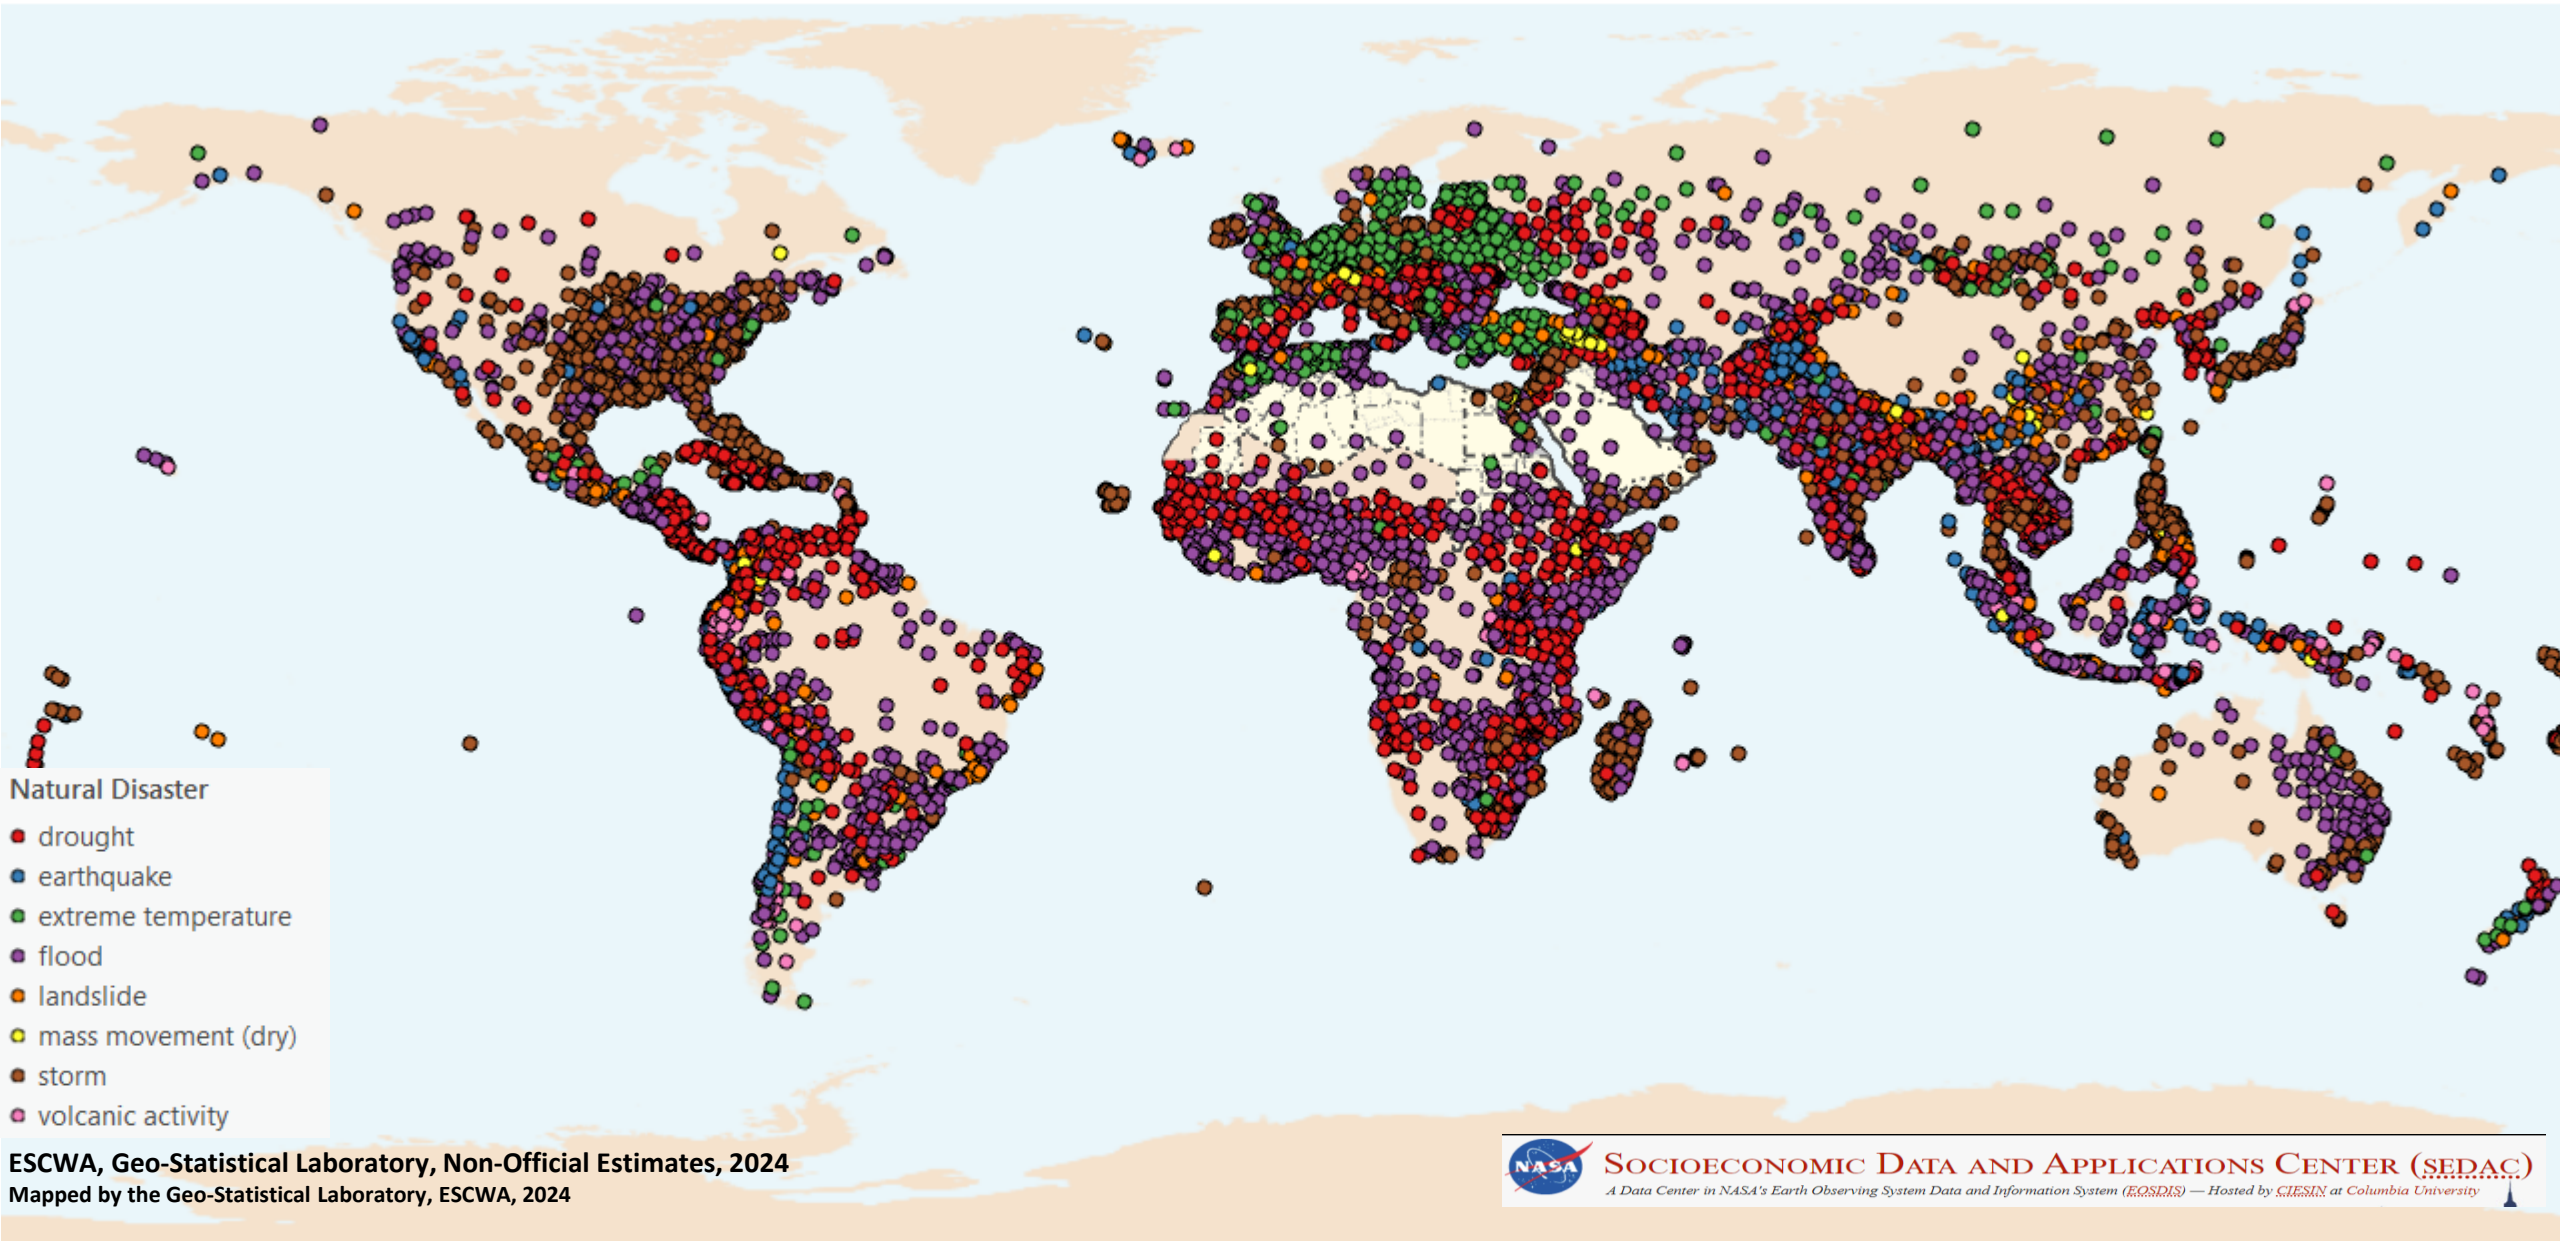 Natural Disaster
drought
earthquake
extreme temperature
flood
landslide
mass movement (dry)
storm
volcanic activity
ESCWA, Geo-Statistical Laboratory, Non-Official Estimates, 2024
Mapped by the Geo-Statistical Laboratory, ESCWA, 2024
NASA
SOCIOECONOMIC DATA AND APPLICATIONS CENTER (SEDAC)
A Data Center in NASA's Earth Observing System Data and Information System (EOSDIS) — Hosted by CIESIN at Columbia University